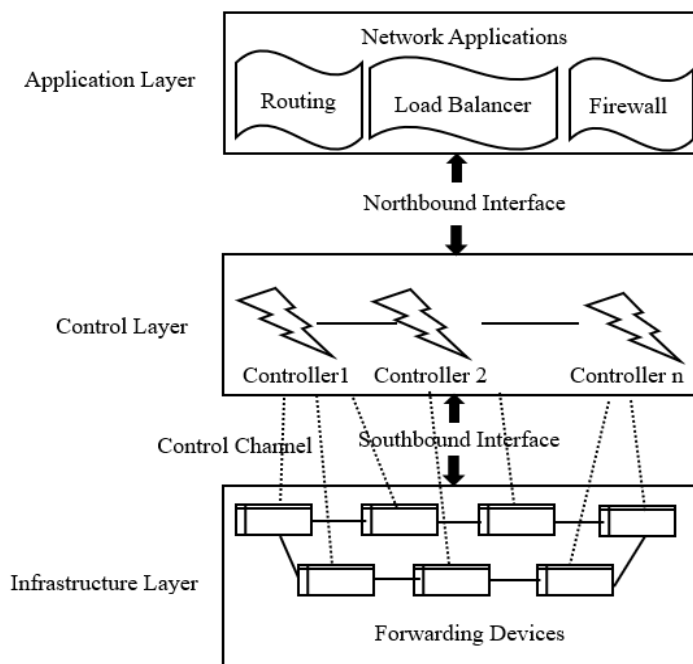 Network Applications
Application Layer
Routing
Load Balancer
Firewall
Northbound Interface
Control Layer
Controller1
Controller 2
Controller n
Control Channel
Southbound Interface
Infrastructure Layer
Forwarding Devices